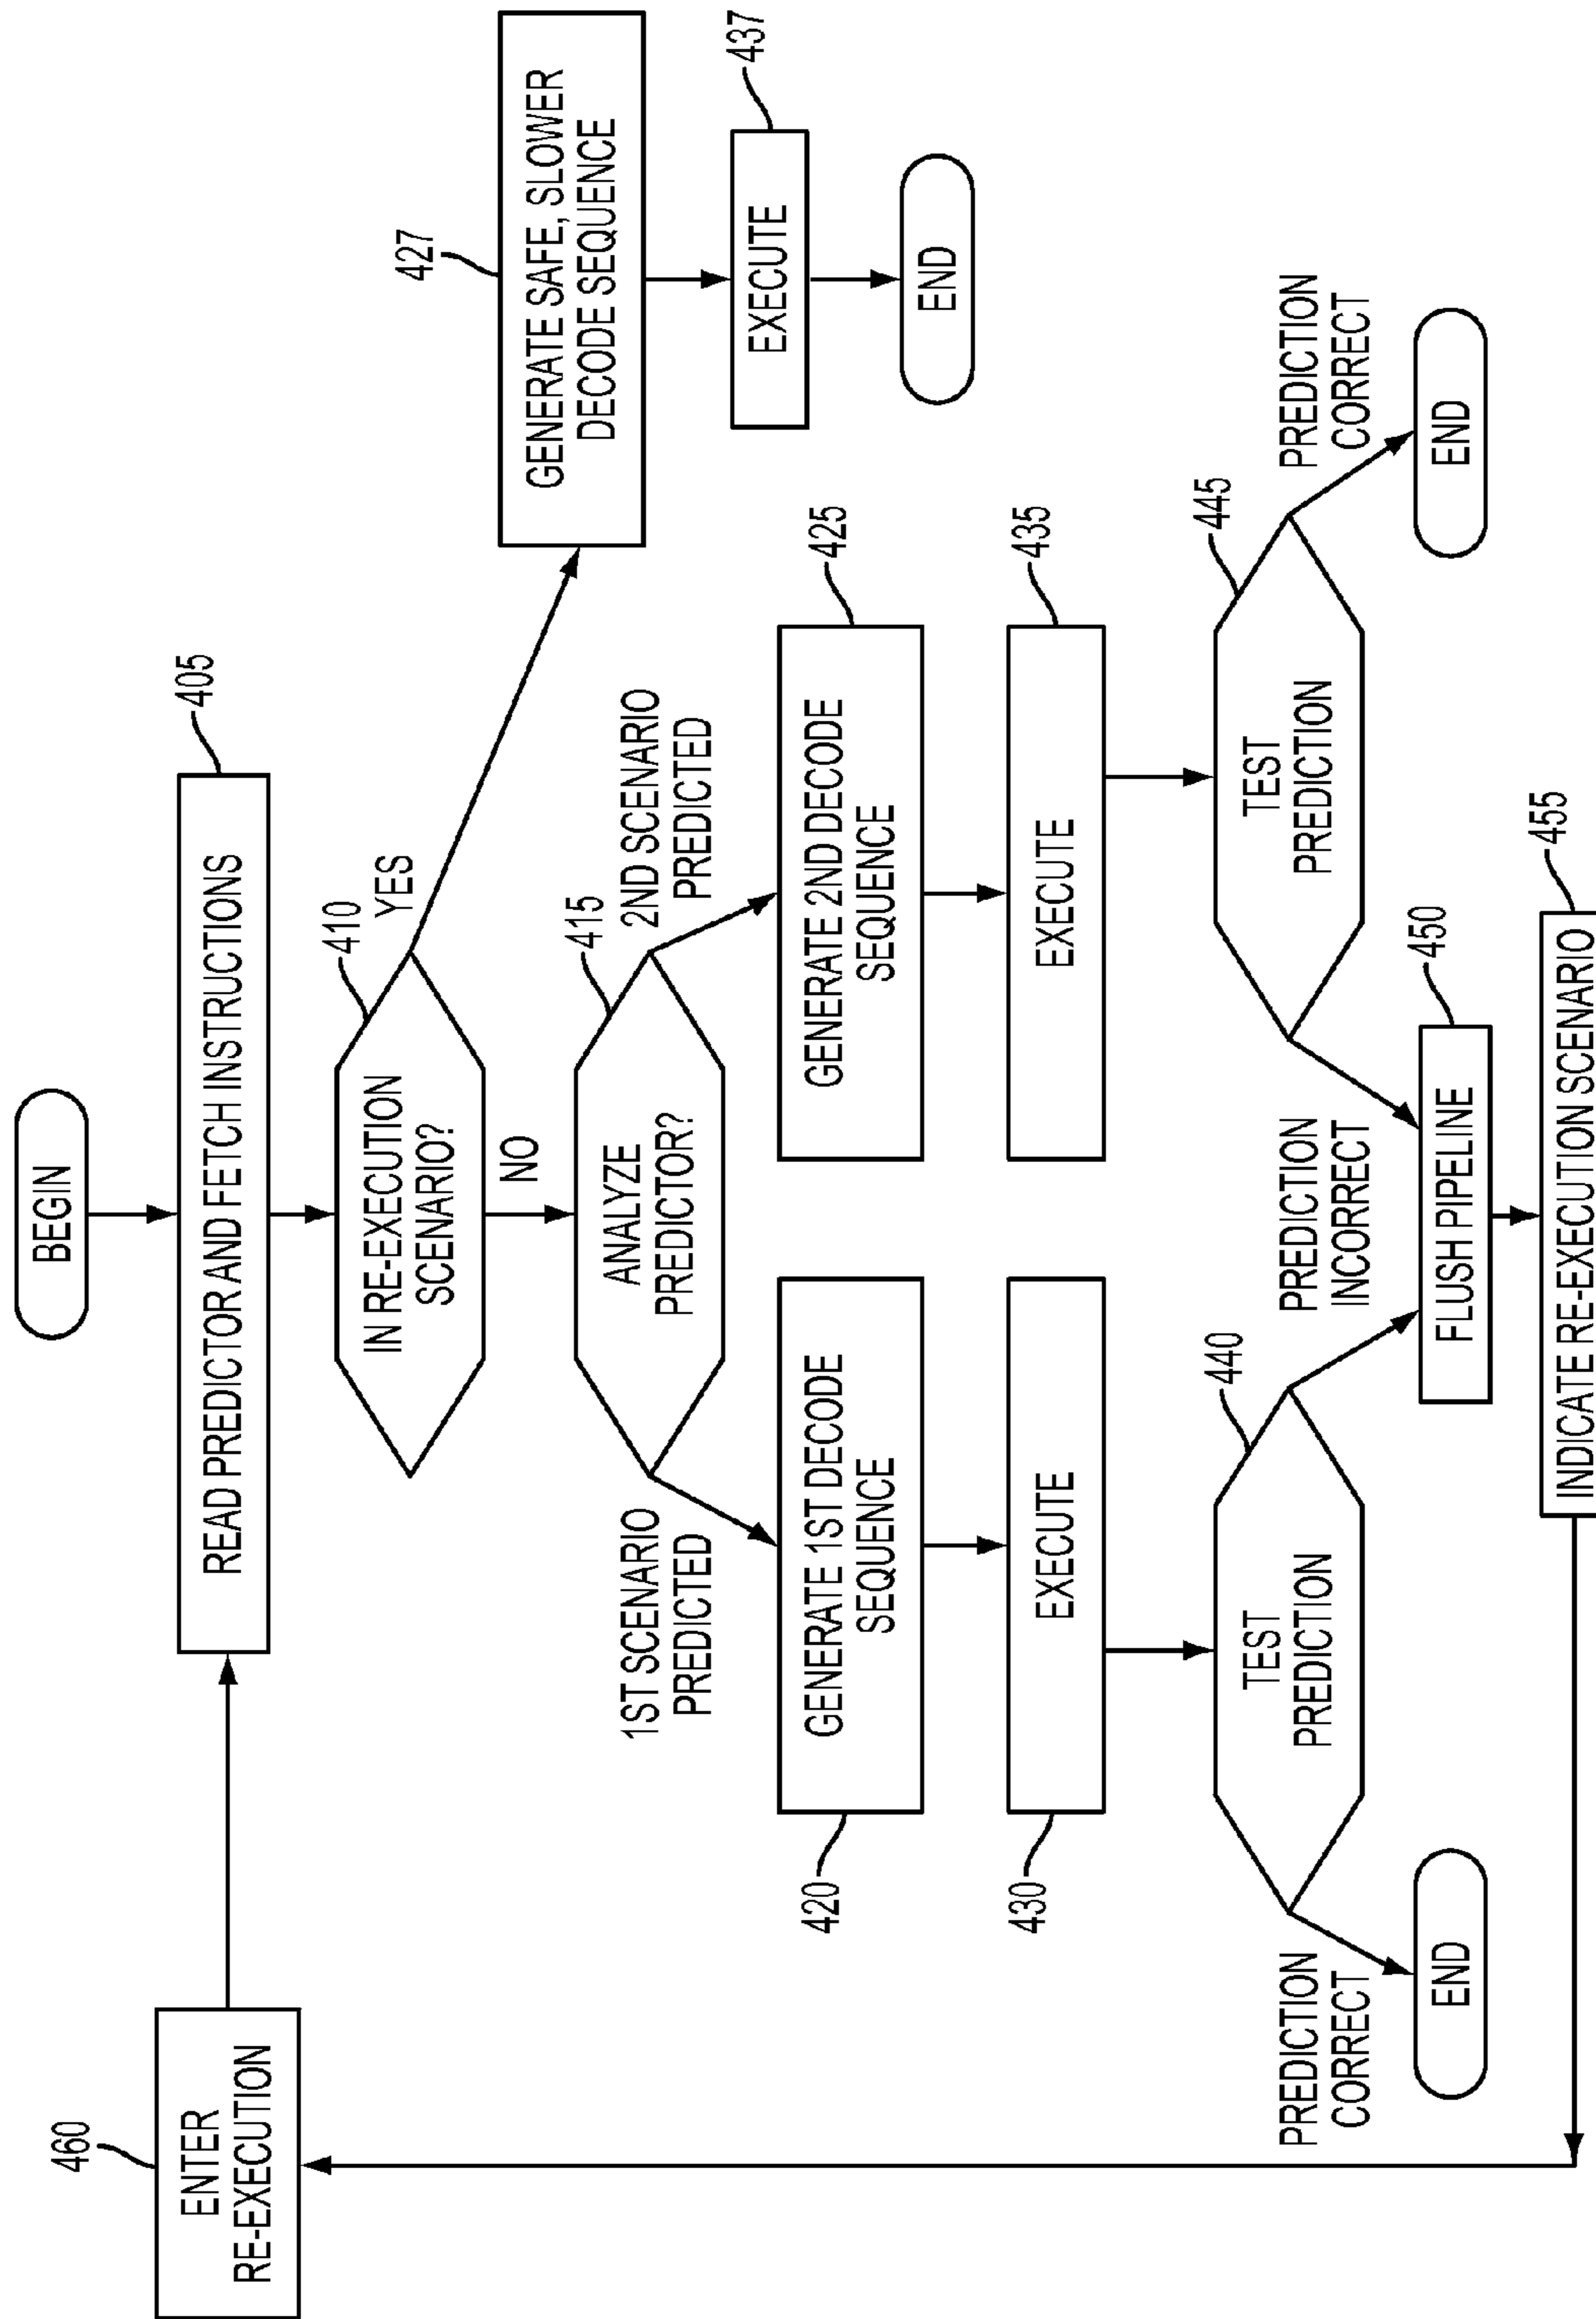 BEGIN
460
ENTER
RE-EXECUTION
405
READ PREDICTOR AND FETCH INSTRUCTIONS
410
IN RE-EXECUTION
SCENARIO?
YES
NO
427
GENERATE SAFE, SLOWER
DECODE SEQUENCE
437
EXECUTE
END
415
ANALYZE
PREDICTOR?
1ST SCENARIO
PREDICTED
2ND SCENARIO
PREDICTED
420
GENERATE 1ST DECODE
SEQUENCE
425
GENERATE 2ND DECODE
SEQUENCE
430
EXECUTE
435
EXECUTE
440
TEST
PREDICTION
445
TEST
PREDICTION
PREDICTION
CORRECT
PREDICTION
INCORRECT
PREDICTION
CORRECT
END
450
FLUSH PIPELINE
END
455
INDICATE RE-EXECUTION SCENARIO